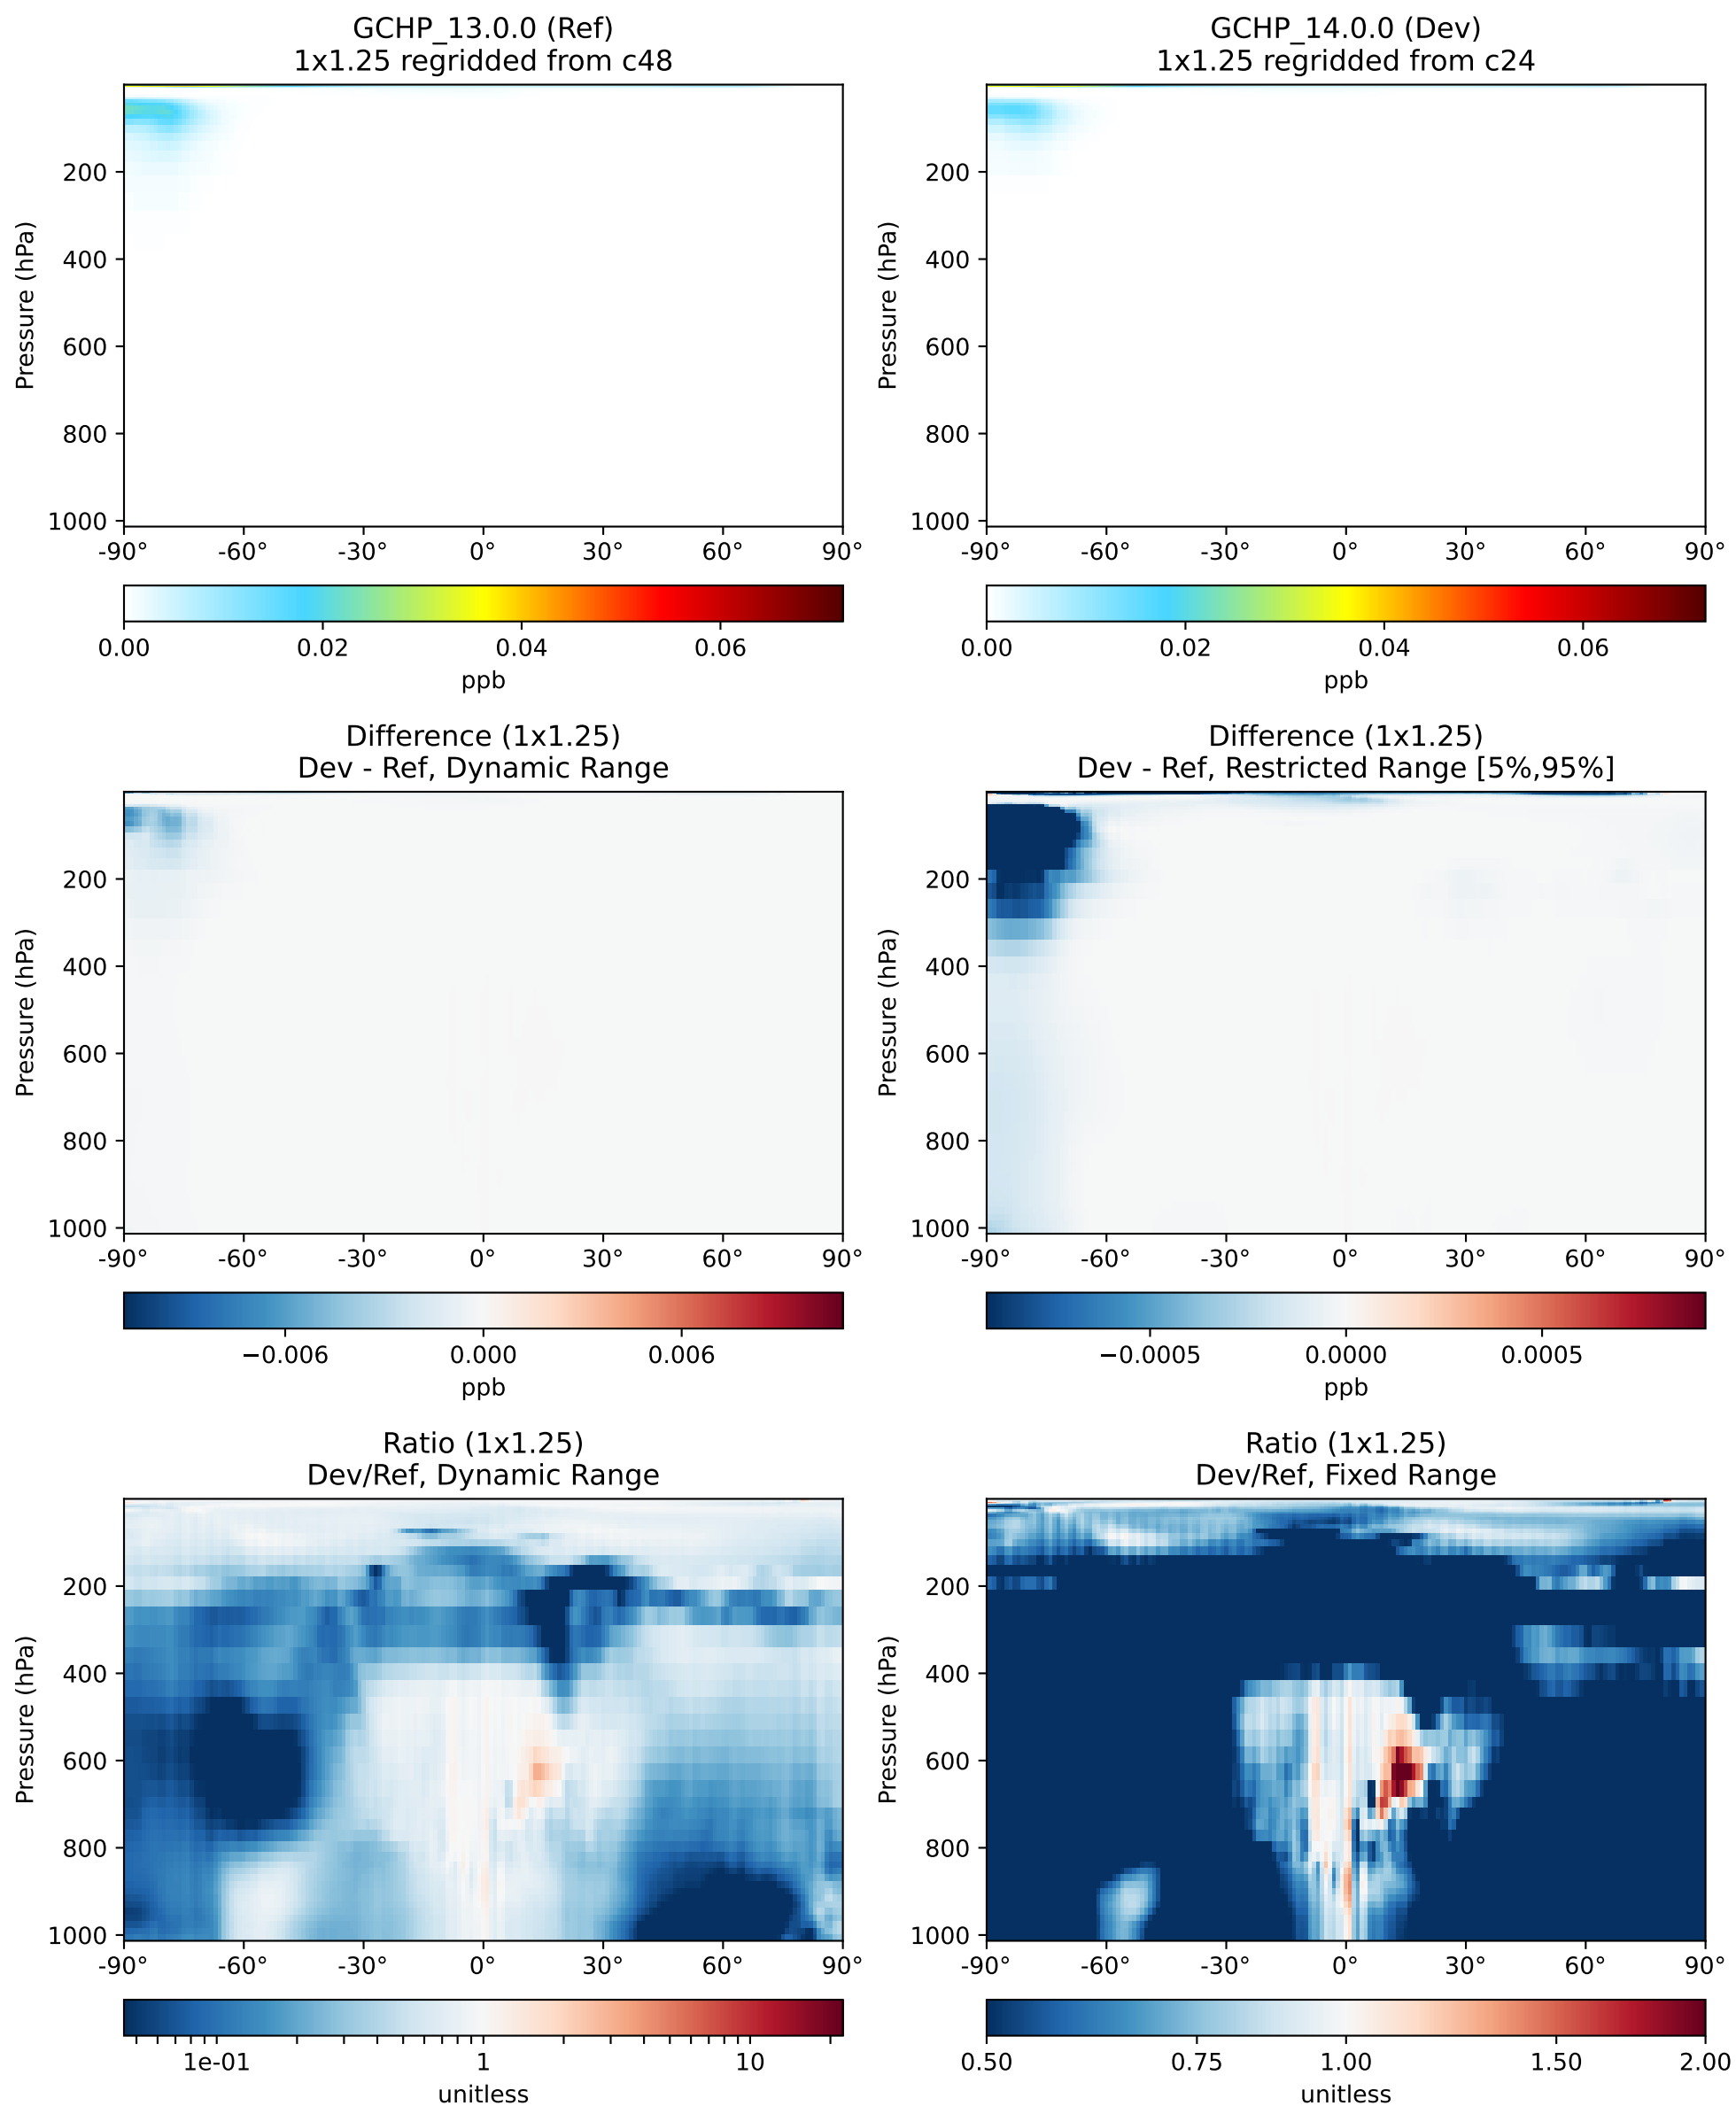 GCHP_13.0.0 (Ref)
1x1.25 regridded from c48
Pressure (hPa)
200
400
600
800
1000
-90° -60° -30° 0° 30° 60° 90°
0.00 0.02 0.04 0.06
ppb
GCHP_14.0.0 (Dev)
1x1.25 regridded from c24
Pressure (hPa)
200
400
600
800
1000
-90° -60° -30° 0° 30° 60° 90°
0.00 0.02 0.04 0.06
ppb
Difference (1x1.25)
Dev - Ref, Dynamic Range
Pressure (hPa)
200
400
600
800
1000
-90° -60° -30° 0° 30° 60° 90°
−0.006 0.000 0.006
ppb
Difference (1x1.25)
Dev - Ref, Restricted Range [5%,95%]
Pressure (hPa)
200
400
600
800
1000
-90° -60° -30° 0° 30° 60° 90°
−0.0005 0.0000 0.0005
ppb
Ratio (1x1.25)
Dev/Ref, Dynamic Range
Pressure (hPa)
200
400
600
800
1000
-90° -60° -30° 0° 30° 60° 90°
1e-01 1 10
unitless
Ratio (1x1.25)
Dev/Ref, Fixed Range
Pressure (hPa)
200
400
600
800
1000
-90° -60° -30° 0° 30° 60° 90°
0.50 0.75 1.00 1.50 2.00
unitless